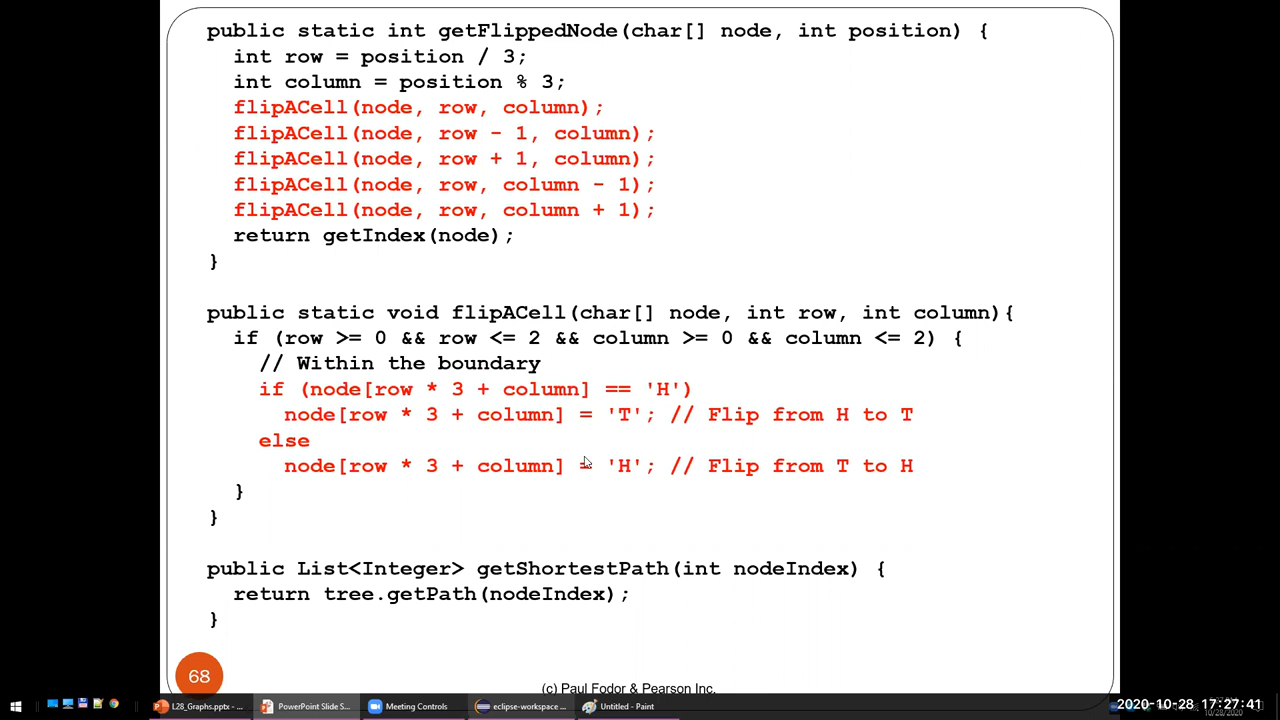 public static int getFlippedNode(char[] node, int position) {
int row = position / 3;
int column = position % 3;
flipACell(node, row, column);
flipACell(node, row - 1, column);
flipACell(node, row + 1, column);
flipACell(node, row, column - 1);
flipACell(node, row, column + 1);
return getIndex(node);
}
public static void flipACell(char[] node, int row, int column){
if (row >= 0 && row <= 2 && column >= 0 && column <= 2) {
// Within the boundary
if (node[row * 3 + column] == 'H')
node[row * 3 + column] = 'T'; // Flip from H to T
else
node[row * 3 + column] = 'H'; // Flip from T to H
}
}
public List<Integer> getShortestPath(int nodeIndex) {
return tree.getPath(nodeIndex);
}
68
(c) Paul Fodor & Pearson Inc.
L28_Graphs.pptx - ... PowerPoint Slide S... Meeting Controls eclipse-workspace ... Untitled - Paint 2020-10-28 17:27:41